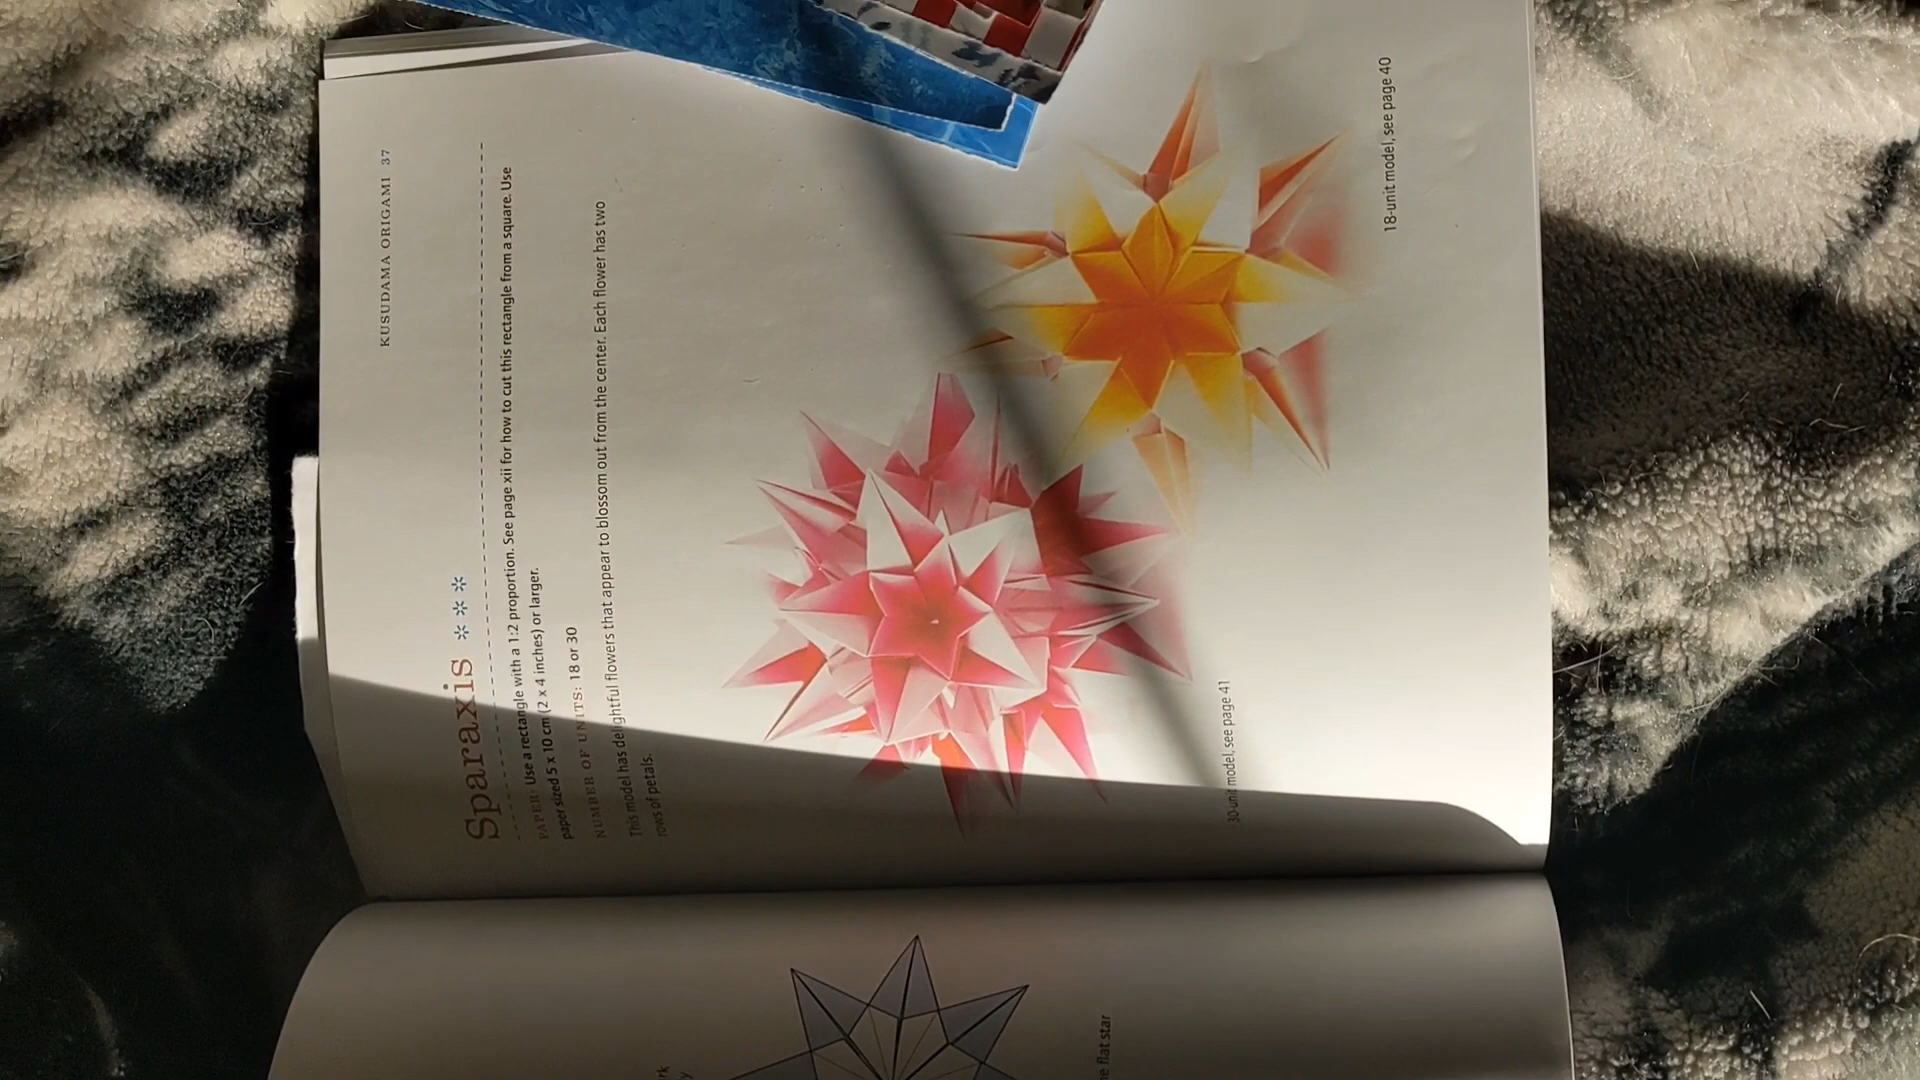 KUSUDAMA ORIGAMI 37
Sparaxis ***
PAPER: Use a rectangle with a 1:2 proportion. See page xii for how to cut this rectangle from a square. Use
paper sized 5 x 10 cm (2 x 4 inches) or larger.
NUMBER OF UNITS: 18 or 30
This model has delightful flowers that appear to blossom out from the center. Each flower has two
rows of petals.
30-unit model, see page 41
18-unit model, see page 40
flat star